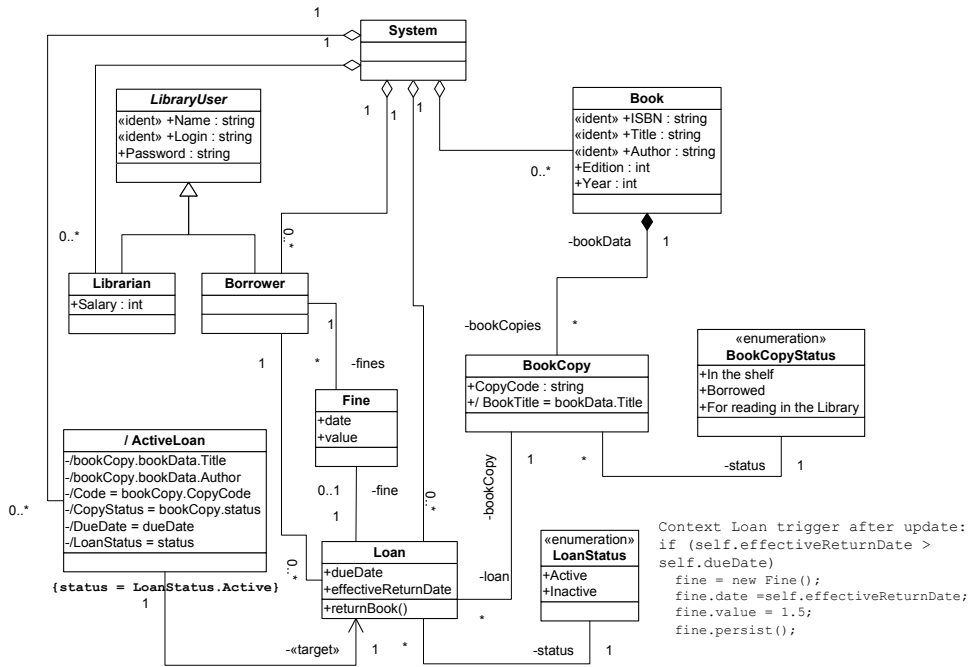 1
System
1
LibraryUser
«ident» +Name : string
«ident» +Login : string
+Password : string
1
1
1
Book
«ident» +ISBN : string
«ident» +Title : string
«ident» +Author : string
+Edition : int
+Year : int
0..*
-bookData
1
0..*
0..*
Librarian
+Salary : int
Borrower
1
*
-fines
1
-bookCopies
*
BookCopy
+CopyCode : string
+/ BookTitle = bookData.Title
«enumeration»
BookCopyStatus
+In the shelf
+Borrowed
+For reading in the Library
Fine
+date
+value
/ ActiveLoan
-/bookCopy.bookData.Title
-/bookCopy.bookData.Author
-/Code = bookCopy.CopyCode
-/CopyStatus = bookCopy.status
-/DueDate = dueDate
-/LoanStatus = status
{status = LoanStatus.Active}
0..*
1
0..1
-fine
1
0..*
-bookCopy
1
*
-status
1
0..*
Loan
+dueDate
+effectiveReturnDate
+returnBook()
-loan
*
«enumeration»
LoanStatus
+Active
+Inactive
Context Loan trigger after update:
if (self.effectiveReturnDate >
self.dueDate)
fine = new Fine();
fine.date =self.effectiveReturnDate;
fine.value = 1.5;
fine.persist();
-«target»
1
*
-status
1